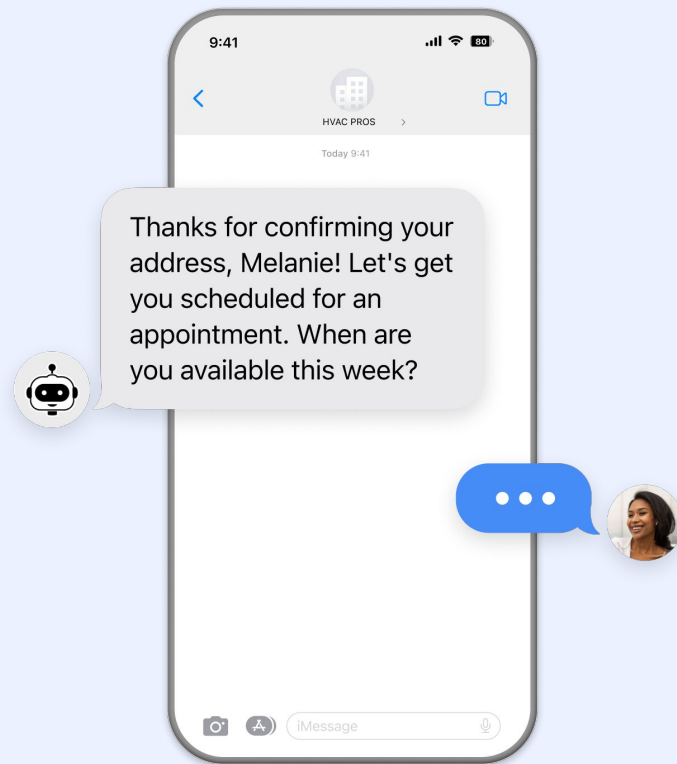 9:41
80
HVAC PROS
Today 9:41
Thanks for confirming your
address, Melanie! Let's get
you scheduled for an
appointment. When are
you available this week?
iMessage